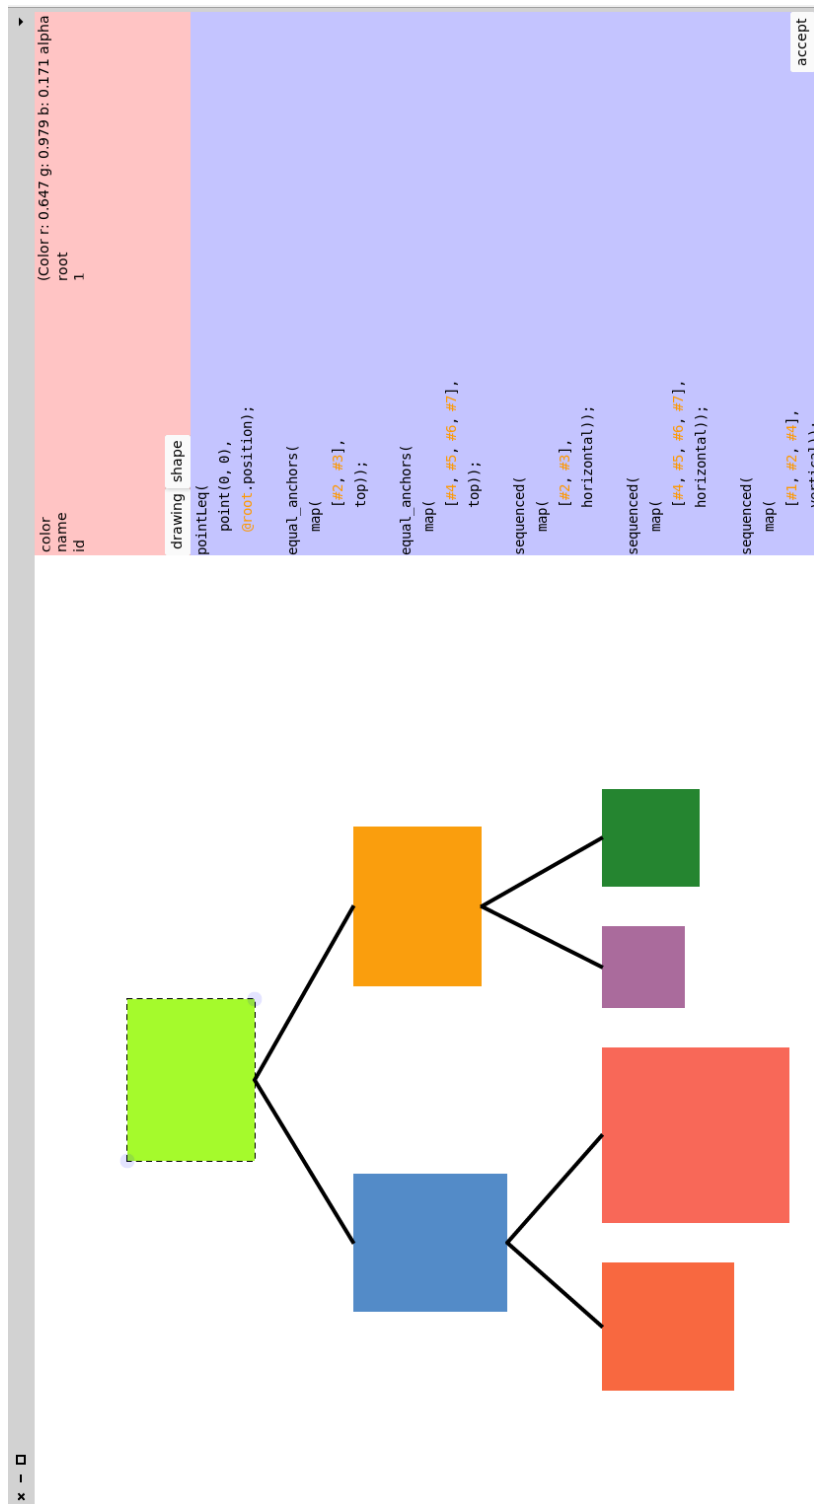 color (Color r: 0.647 g: 0.979 b: 0.171 alpha
name root
id 1
drawing shape
pointLeq(
point(0, 0),
@root.position);
equal_anchors(
map(
[#2, #3],
top));
equal_anchors(
map(
[#4, #5, #6, #7],
top));
sequenced(
map(
[#2, #3],
horizontal));
sequenced(
map(
[#4, #5, #6, #7],
horizontal));
sequenced(
map(
[#1, #2, #4],
vertical));
accept